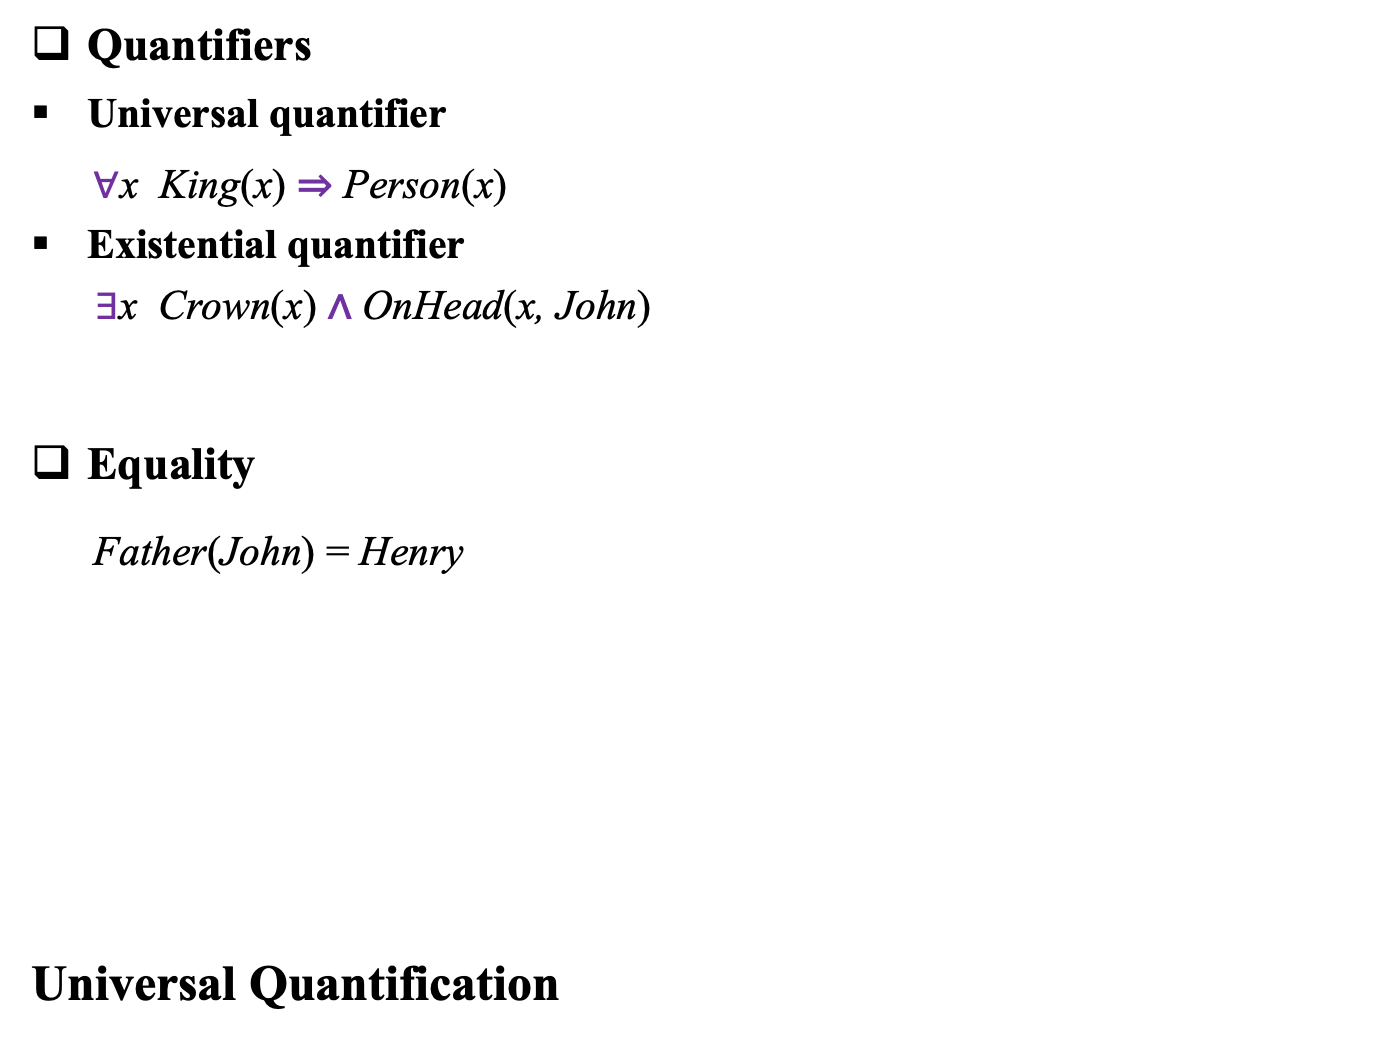 ❑ Quantifiers
▪ Universal quantifier
∀x King(x) ⇒ Person(x)
▪ Existential quantifier
∃x Crown(x) ∧ OnHead(x, John)
❑ Equality
Father(John) = Henry
Universal Quantification